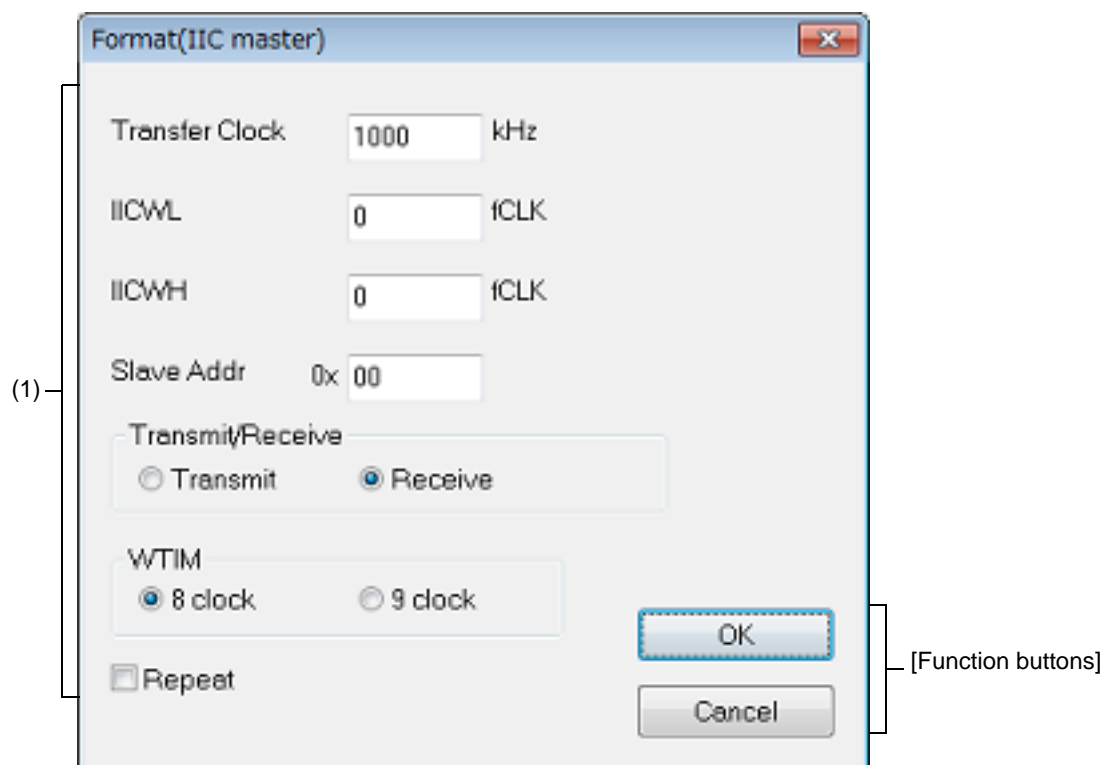 Format(IIC master)
Transfer Clock 1000 kHz
IICWL 0 fCLK
IICWH 0 fCLK
Slave Addr 0x 00
(1)
Transmit/Receive
Transmit Receive
WTIM
8 clock 9 clock
OK
[Function buttons]
Repeat
Cancel